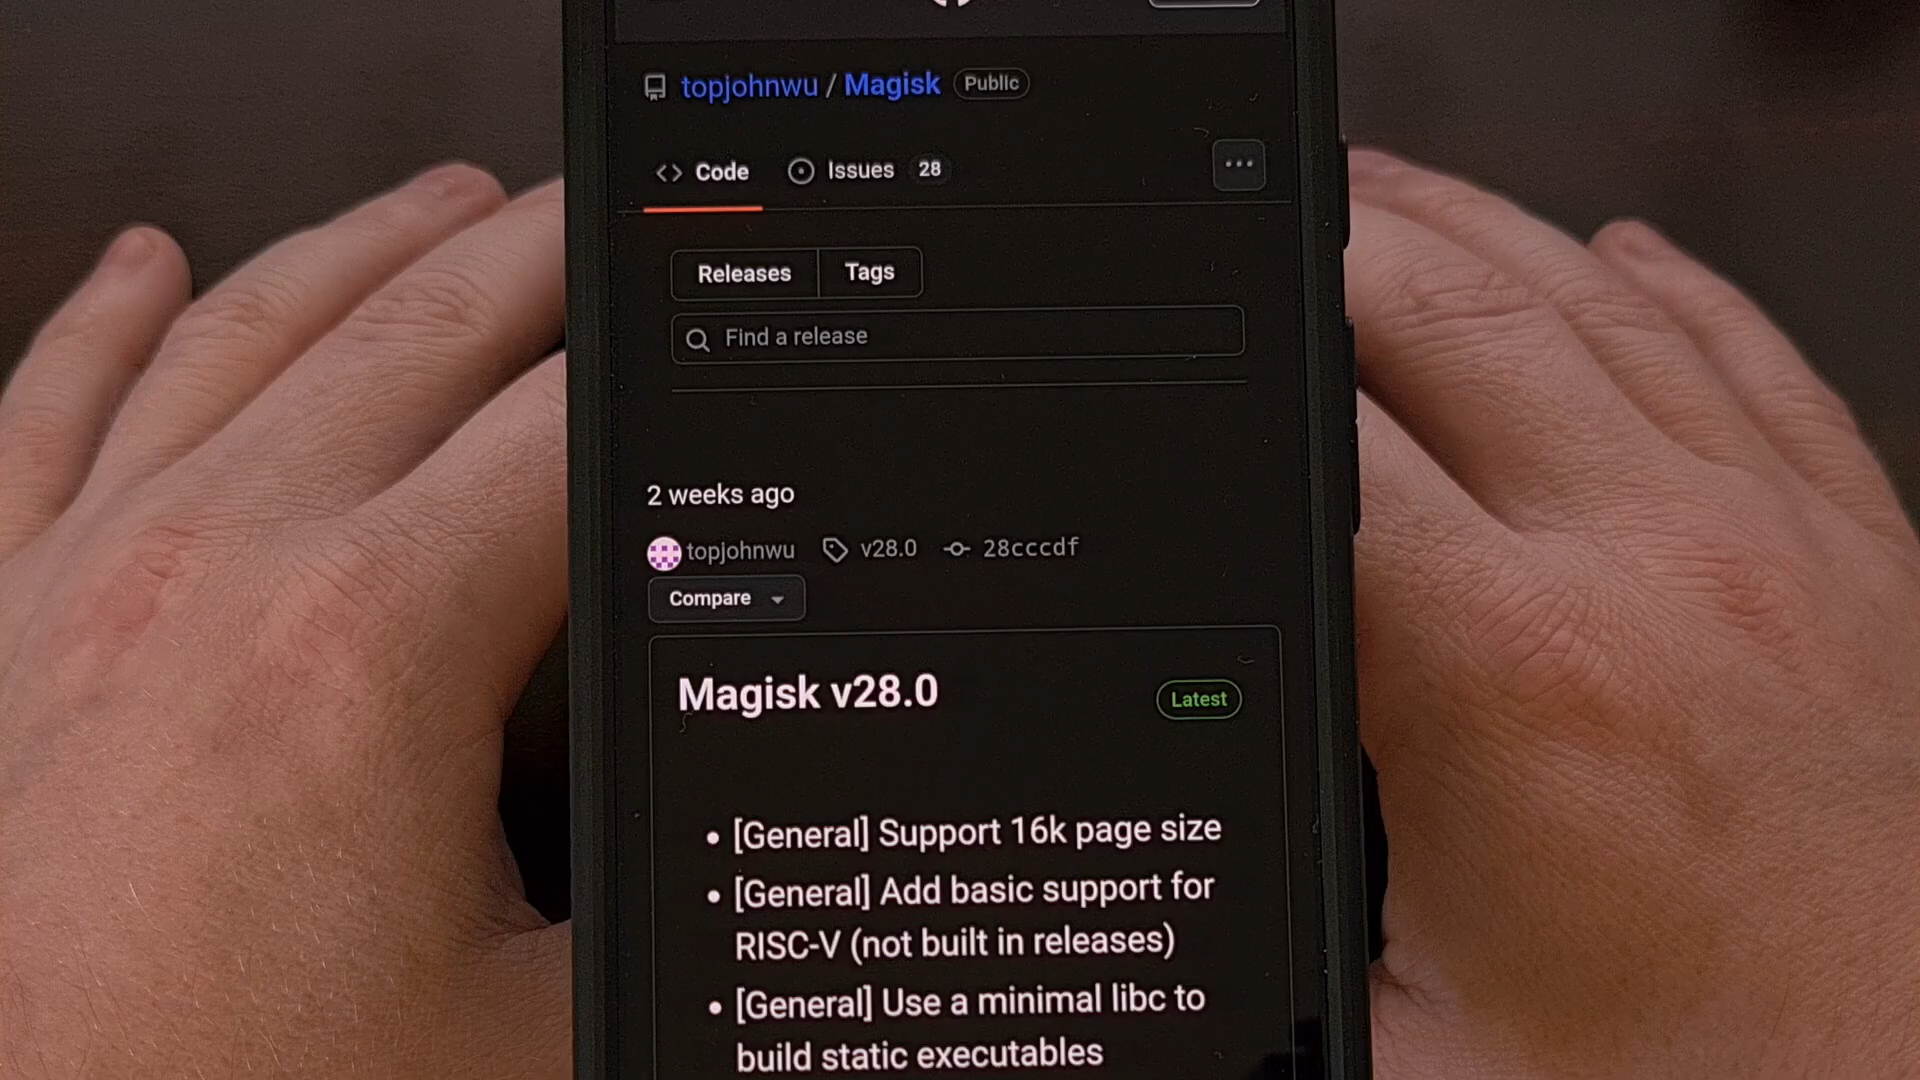 topjohnwu / Magisk Public
Code Issues 28
Releases Tags
Find a release
2 weeks ago
topjohnwu v28.0 28cccdf
Compare
Magisk v28.0 Latest
• [General] Support 16k page size
• [General] Add basic support for
RISC-V (not built in releases)
• [General] Use a minimal libc to
build static executables